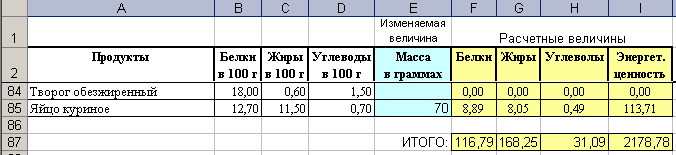 A B C D E F G H I
1 Изменяемая величина Расчетные величины
2 Продукты Белки в 100 г Жиры в 100 г Углеводы в 100 г Масса в граммах Белки Жиры Углеволы Энергет. ценность
84 Творог обезжиренный 18,00 0,60 1,50 0,00 0,00 0,00 0,00
85 Яйцо куриное 12,70 11,50 0,70 70 8,89 8,05 0,49 113,71
86
87 ИТОГО: 116,79 168,25 31,09 2178,78